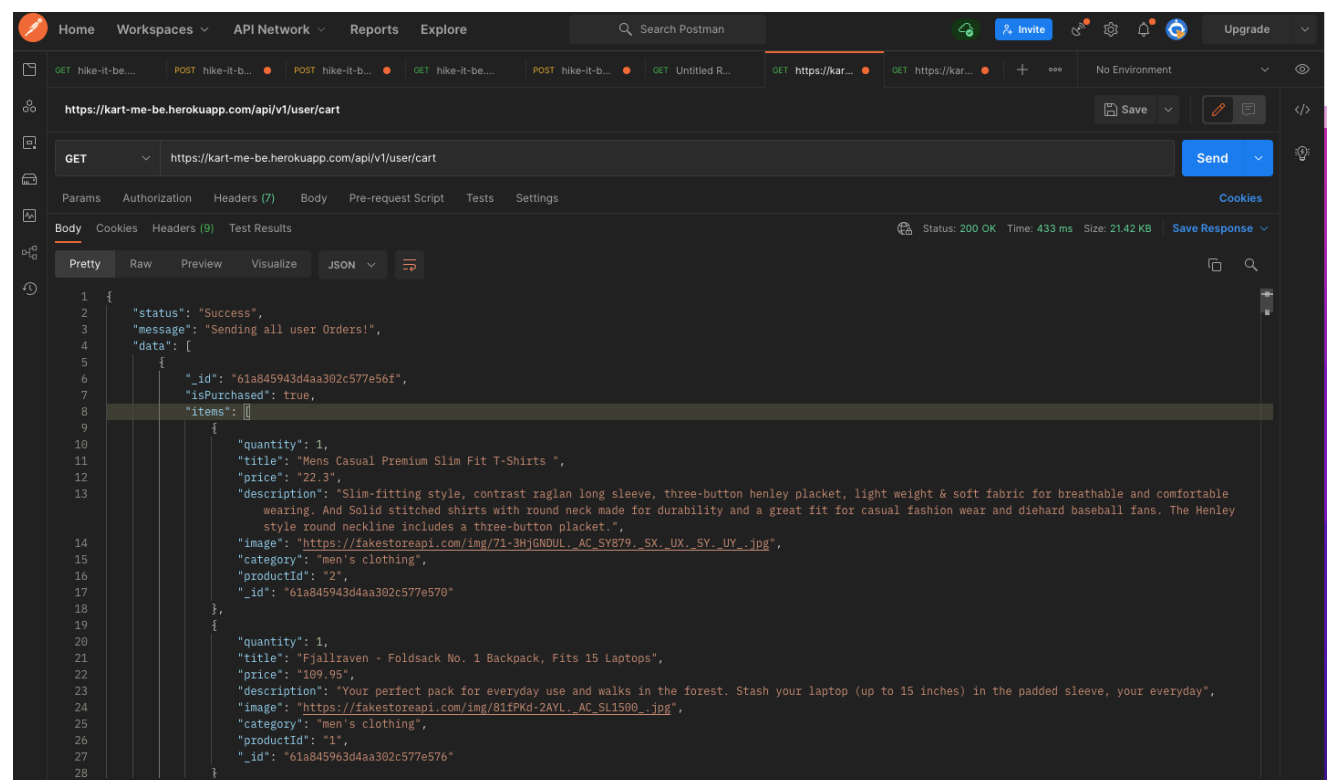 Home Workspaces API Network Reports Explore Search Postman Invite Upgrade
GET hike-it-be.... POST hike-it-b... POST hike-it-b... GET hike-it-be.... POST hike-it-b... GET Untitled R... GET https://kar... GET https://kar... No Environment
https://kart-me-be.herokuapp.com/api/v1/user/cart Save
GET https://kart-me-be.herokuapp.com/api/v1/user/cart Send
Params Authorization Headers (7) Body Pre-request Script Tests Settings Cookies
Body Cookies Headers (9) Test Results Status: 200 OK Time: 433 ms Size: 21.42 KB Save Response
Pretty Raw Preview Visualize JSON
1 {
2 "status": "Success",
3 "message": "Sending all user Orders!",
4 "data": [
5 {
6 "_id": "61a845943d4aa302c577e56f",
7 "isPurchased": true,
8 "items": [
9 {
10 "quantity": 1,
11 "title": "Mens Casual Premium Slim Fit T-Shirts ",
12 "price": "22.3",
13 "description": "Slim-fitting style, contrast raglan long sleeve, three-button henley placket, light weight & soft fabric for breathable and comfortable
wearing. And Solid stitched shirts with round neck made for durability and a great fit for casual fashion wear and diehard baseball fans. The Henley
style round neckline includes a three-button placket.",
14 "image": "https://fakestoreapi.com/img/71-3HjGNDUL._AC_SY879._SX._UX._SY._UY_.jpg",
15 "category": "men's clothing",
16 "productId": "2",
17 "_id": "61a845943d4aa302c577e570"
18 },
19 {
20 "quantity": 1,
21 "title": "Fjallraven - Foldsack No. 1 Backpack, Fits 15 Laptops",
22 "price": "109.95",
23 "description": "Your perfect pack for everyday use and walks in the forest. Stash your laptop (up to 15 inches) in the padded sleeve, your everyday",
24 "image": "https://fakestoreapi.com/img/81fPKd-2AYL._AC_SL1500_.jpg",
25 "category": "men's clothing",
26 "productId": "1",
27 "_id": "61a845963d4aa302c577e576"
28 }